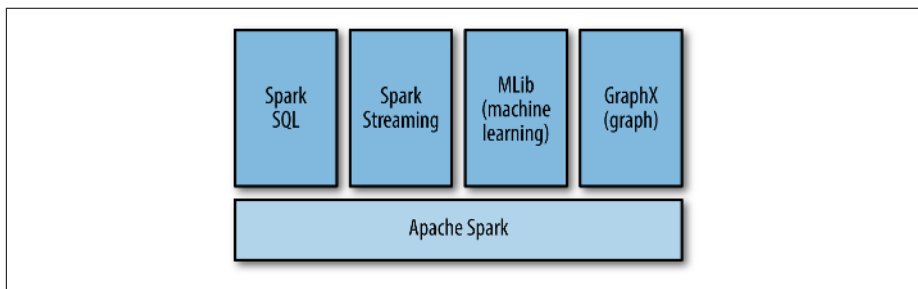 Spark
SQL
Spark
Streaming
MLib
(machine
learning)
GraphX
(graph)
Apache Spark